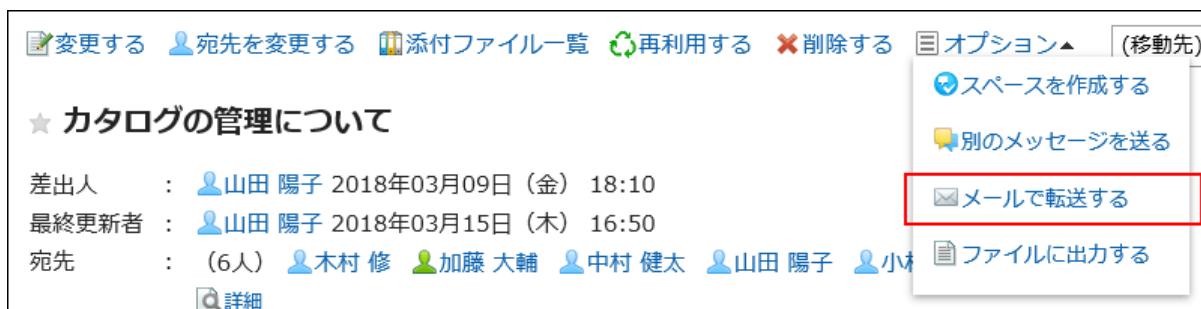 変更する 宛先を変更する 添付ファイル一覧 再利用する 削除する オプション▲ (移動先)
スペースを作成する
別のメッセージを送る
メールで転送する
ファイルに出力する
カタログの管理について
差出人 : 山田 陽子 2018年03月09日（金） 18:10
最終更新者 : 山田 陽子 2018年03月15日（木） 16:50
宛先 : （6人） 木村 修 加藤 大輔 中村 健太 山田 陽子 小
詳細